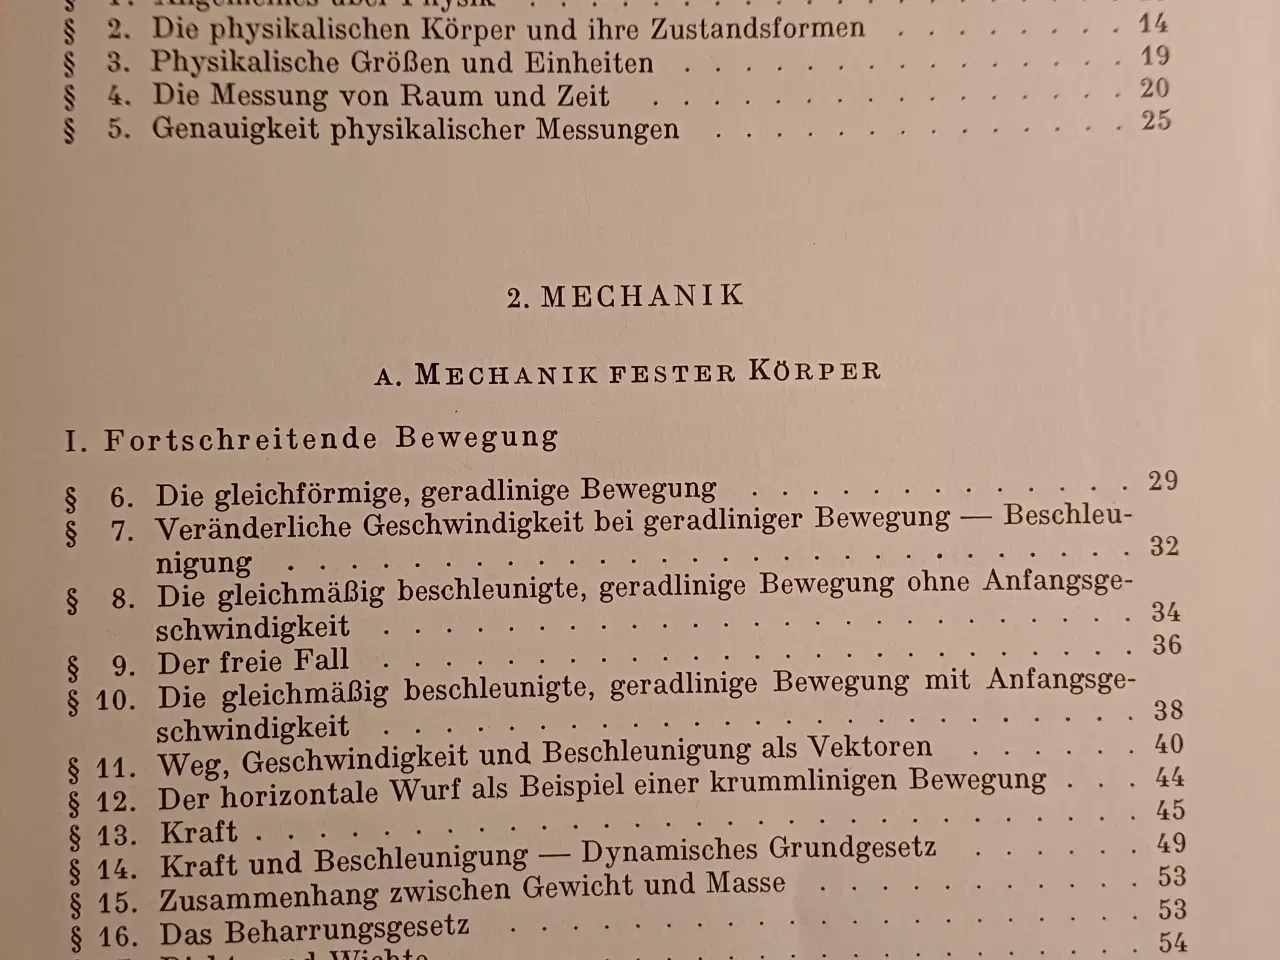 § 1. Allgemeines über Physik . . . . . . . . . . . . . .
§ 2. Die physikalischen Körper und ihre Zustandsformen . . . . . . . . 14
§ 3. Physikalische Größen und Einheiten . . . . . . . . . . . . . . . 19
§ 4. Die Messung von Raum und Zeit . . . . . . . . . . . . . . . . 20
§ 5. Genauigkeit physikalischer Messungen . . . . . . . . . . . . . . 25
2. MECHANIK
A. MECHANIK FESTER KÖRPER
I. Fortschreitende Bewegung
§ 6. Die gleichförmige, geradlinige Bewegung . . . . . . . . . . . . . 29
§ 7. Veränderliche Geschwindigkeit bei geradliniger Bewegung — Beschleu-
nigung . . . . . . . . . . . . . . . . . . . . . . . . . . . . 32
§ 8. Die gleichmäßig beschleunigte, geradlinige Bewegung ohne Anfangsge-
schwindigkeit . . . . . . . . . . . . . . . . . . . . . . . . . 34
§ 9. Der freie Fall . . . . . . . . . . . . . . . . . . . . . . . . . 36
§ 10. Die gleichmäßig beschleunigte, geradlinige Bewegung mit Anfangsge-
schwindigkeit . . . . . . . . . . . . . . . . . . . . . . . . . 38
§ 11. Weg, Geschwindigkeit und Beschleunigung als Vektoren . . . . . . 40
§ 12. Der horizontale Wurf als Beispiel einer krummlinigen Bewegung . . . 44
§ 13. Kraft . . . . . . . . . . . . . . . . . . . . . . . . . . . . . 45
§ 14. Kraft und Beschleunigung — Dynamisches Grundgesetz . . . . . . 49
§ 15. Zusammenhang zwischen Gewicht und Masse . . . . . . . . . . . 53
§ 16. Das Beharrungsgesetz . . . . . . . . . . . . . . . . . . . . . 53
und Wichte . . . . . . . . . . . . . . . . . . . . . . . 54